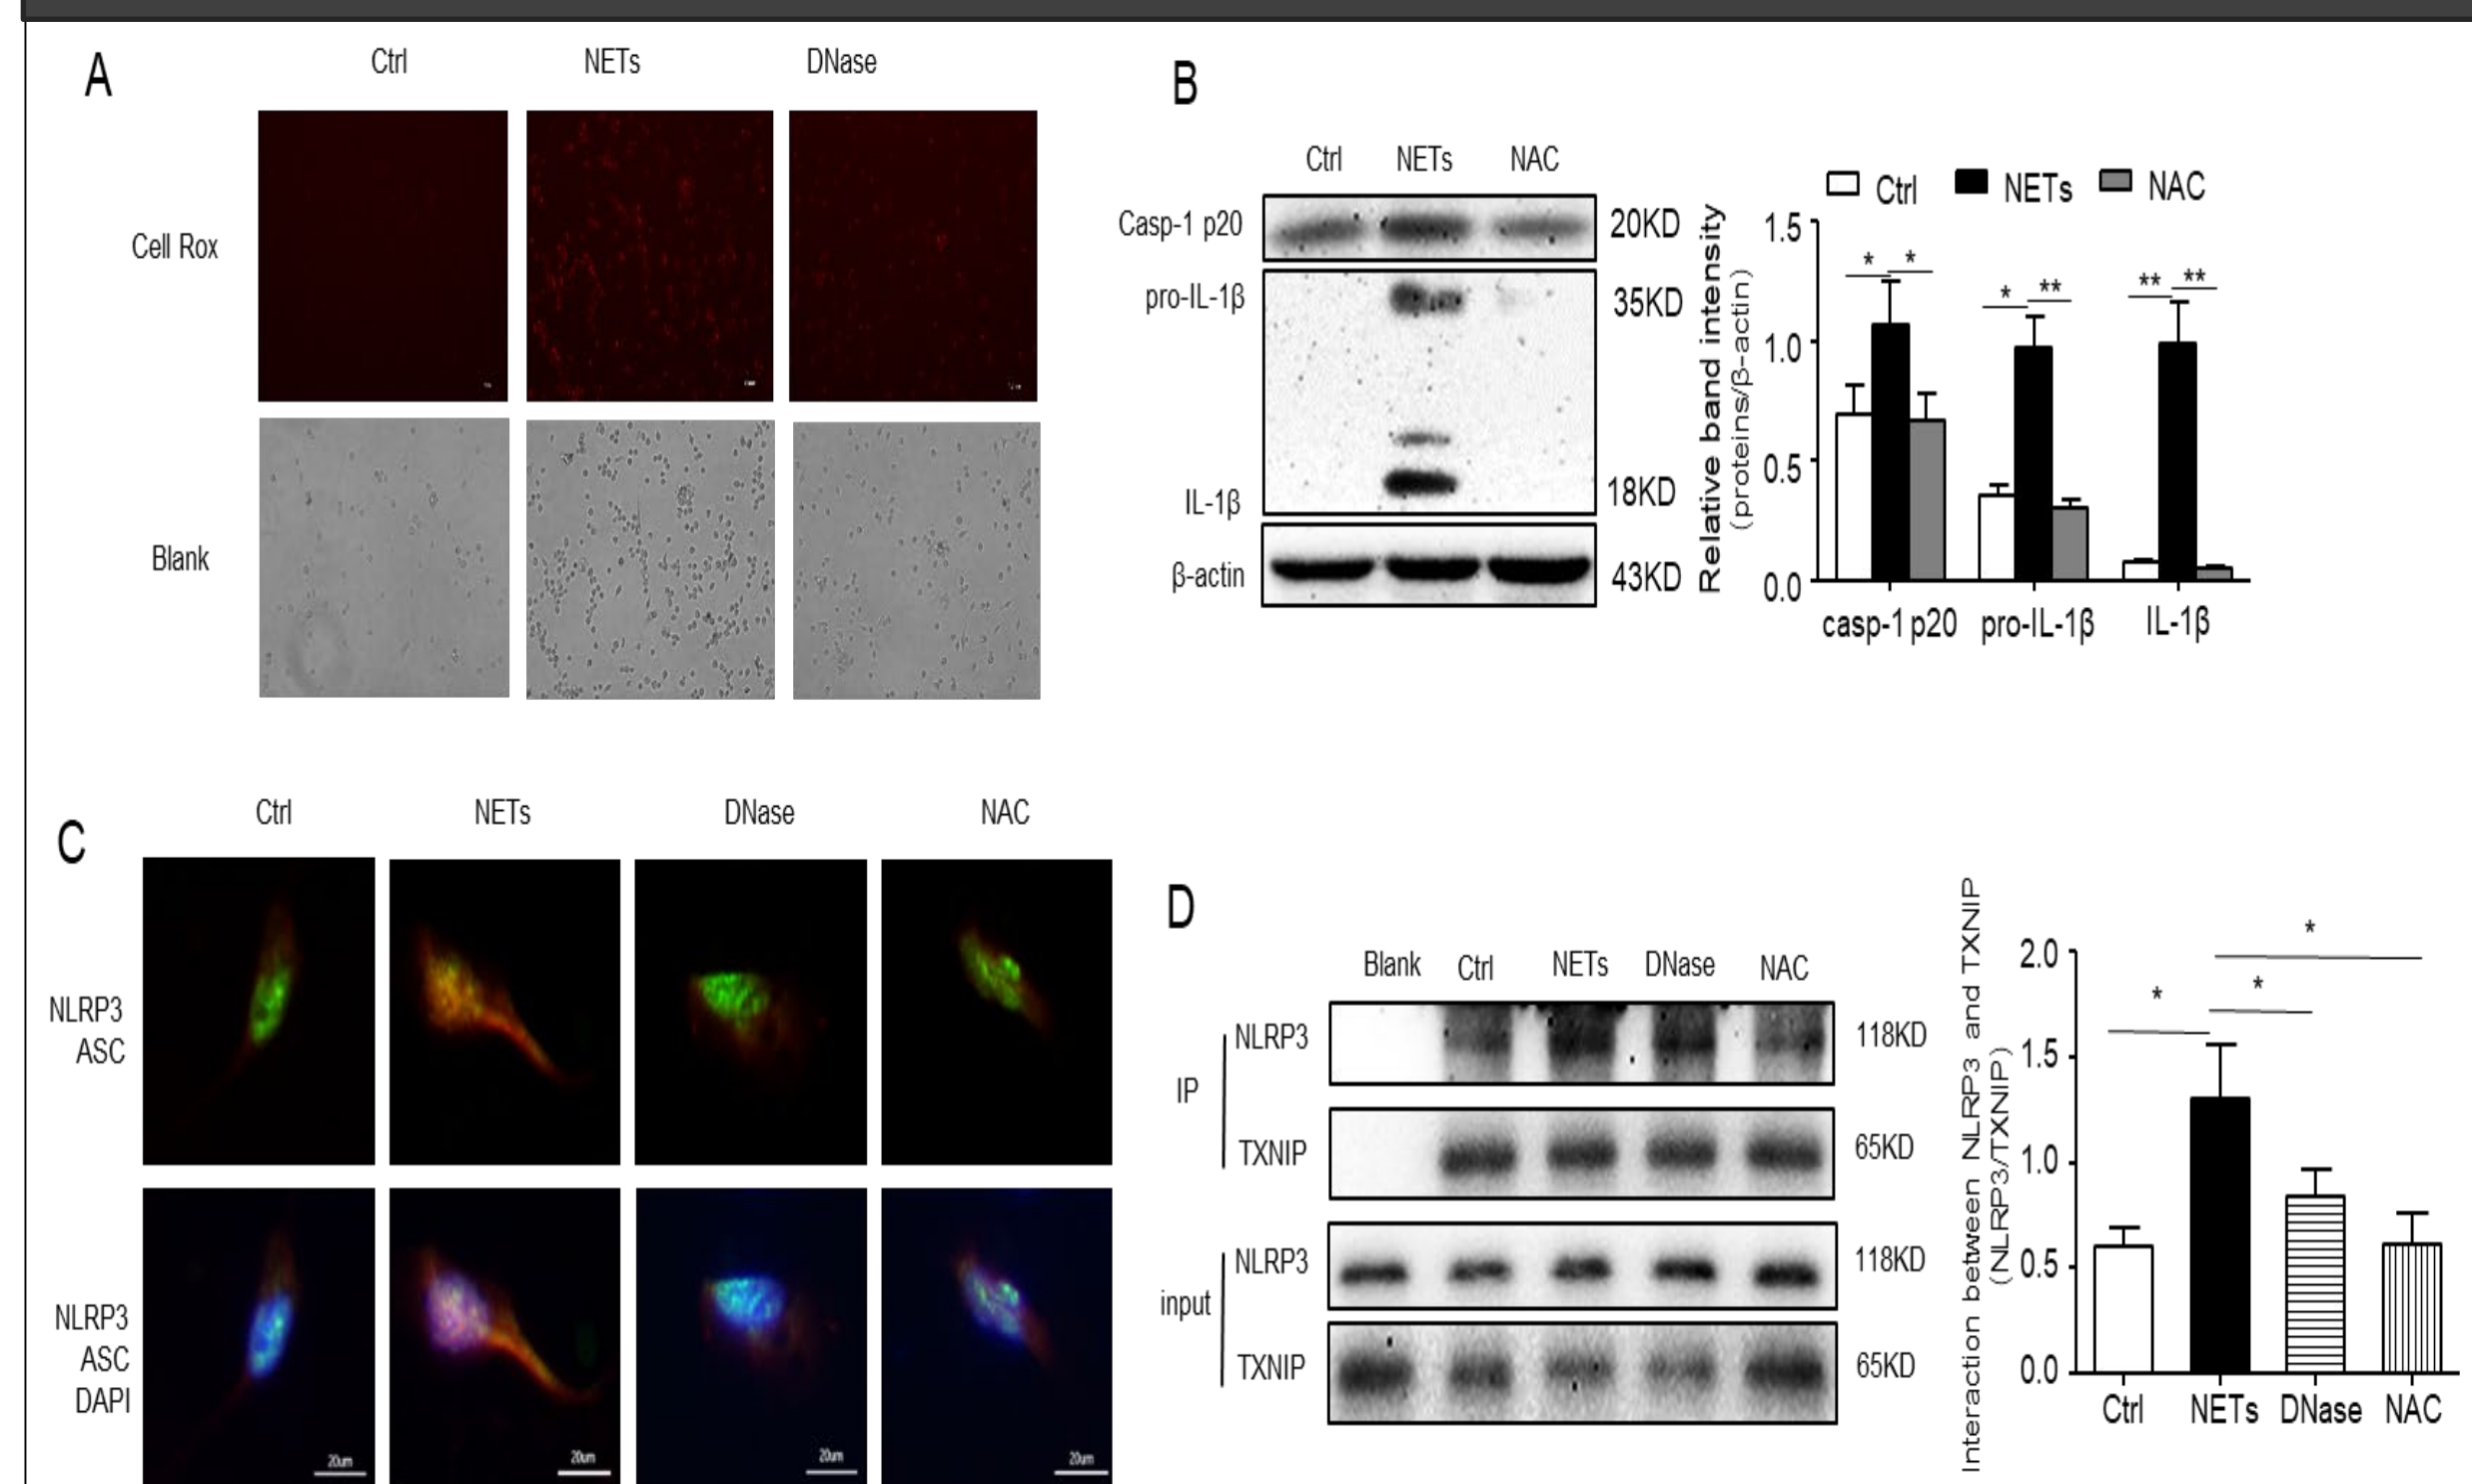 A
Ctrl NETs DNase
Cell Rox
Blank
B
Ctrl NETs NAC
Casp-1 p20 20KD
pro-IL-1β 35KD
IL-1β 18KD
β-actin 43KD
Ctrl NETs NAC
Relative band intensity
(proteins/β-actin)
1.5
1.0
0.5
0.0
* *
* **
** **
casp-1 p20 pro-IL-1β IL-1β
C
Ctrl NETs DNase NAC
NLRP3
ASC
NLRP3
ASC
DAPI
20um 20um 20um 20um
D
Blank Ctrl NETs DNase NAC
IP
NLRP3 118KD
TXNIP 65KD
input
NLRP3 118KD
TXNIP 65KD
Interaction between NLRP3 and TXNIP
(NLRP3/TXNIP)
2.0
1.5
1.0
0.5
0.0
*
*
*
Ctrl NETs DNase NAC